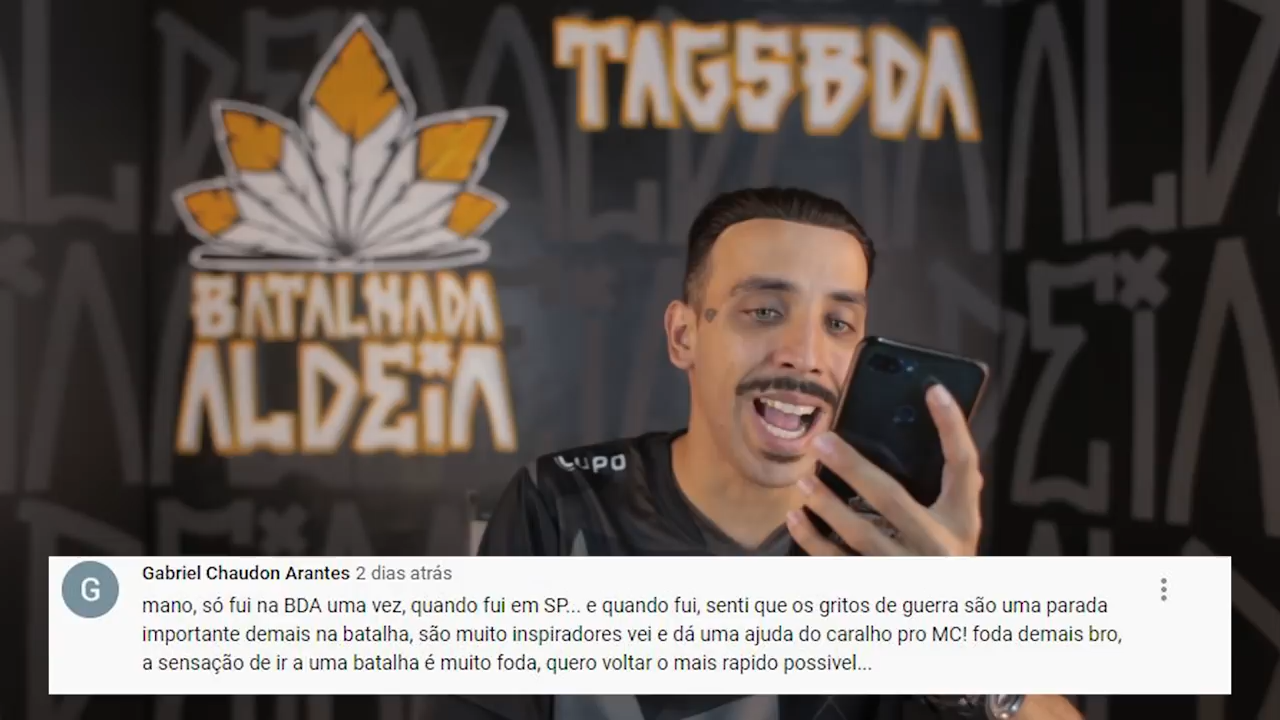 TAGSBDA
BATALHADA
ALDEiA
LUPO
G
Gabriel Chaudon Arantes 2 dias atrás
mano, só fui na BDA uma vez, quando fui em SP... e quando fui, senti que os gritos de guerra são uma parada
importante demais na batalha, são muito inspiradores vei e dá uma ajuda do caralho pro MC! foda demais bro,
a sensação de ir a uma batalha é muito foda, quero voltar o mais rapido possivel...